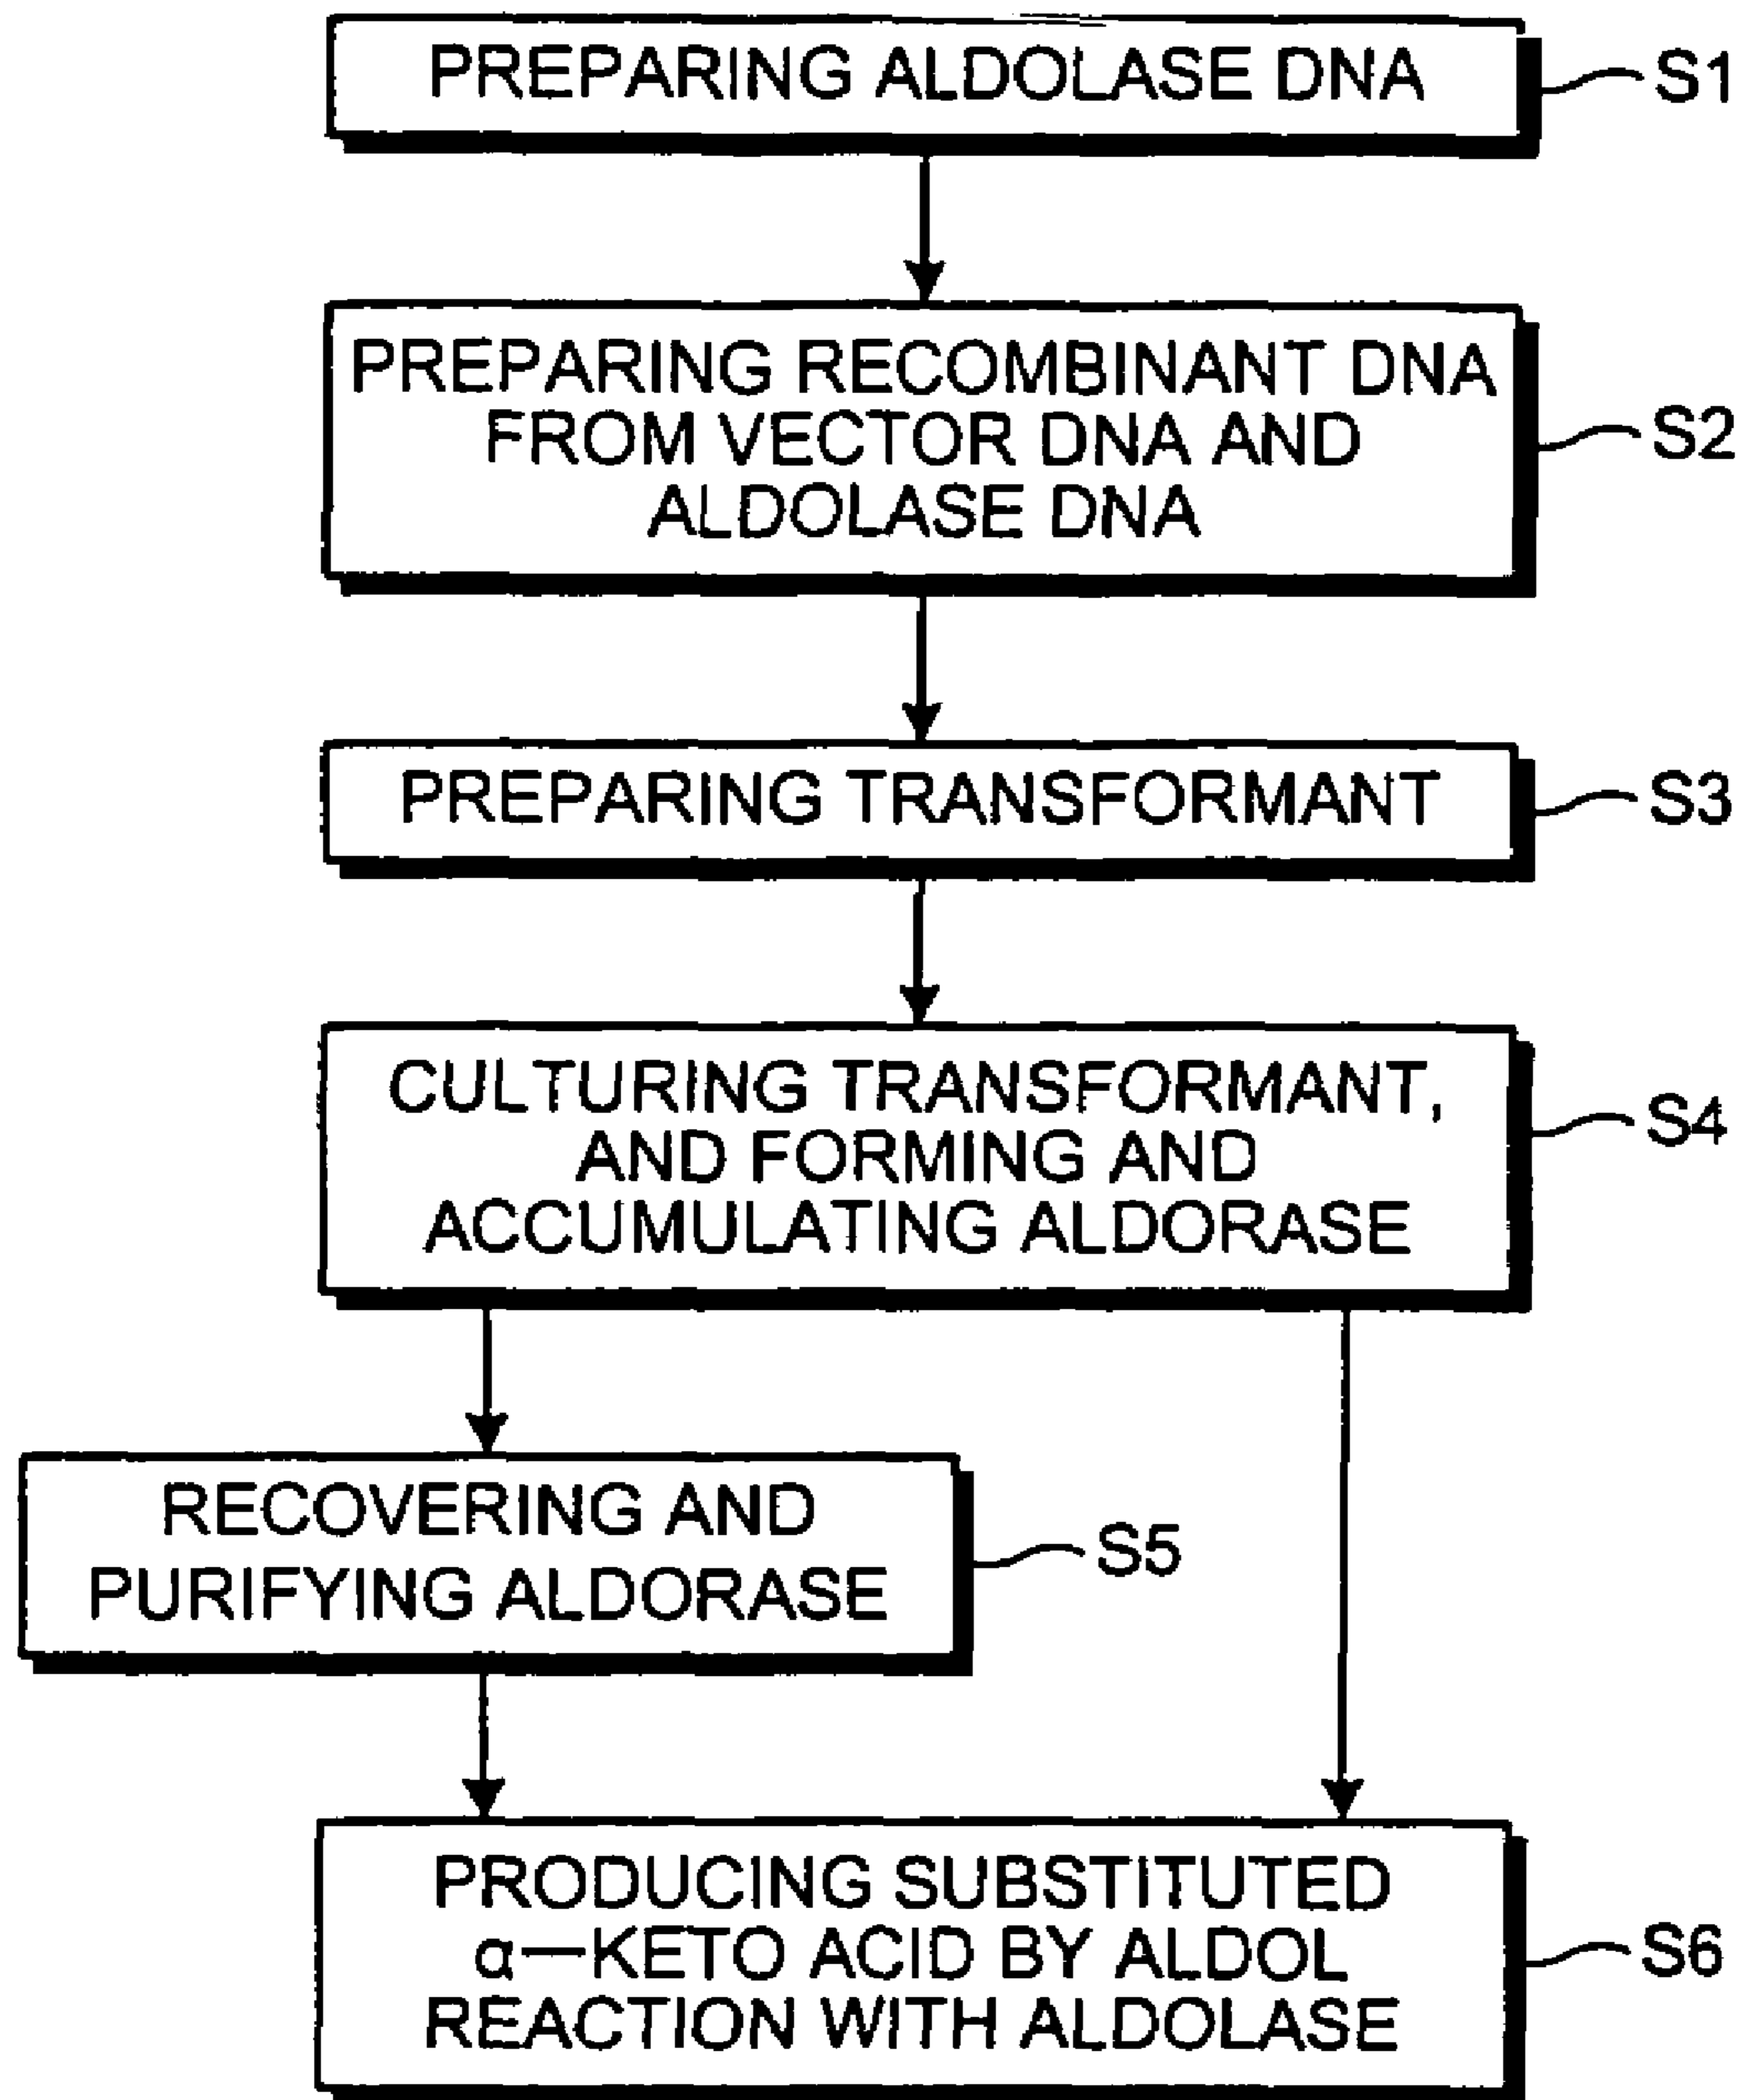 PREPARING ALDOLASE DNA
S1
PREPARING RECOMBINANT DNA
FROM VECTOR DNA AND
ALDOLASE DNA
S2
PREPARING TRANSFORMANT
S3
CULTURING TRANSFORMANT,
AND FORMING AND
ACCUMULATING ALDORASE
S4
RECOVERING AND
PURIFYING ALDORASE
S5
PRODUCING SUBSTITUTED
α—KETO ACID BY ALDOL
REACTION WITH ALDOLASE
S6